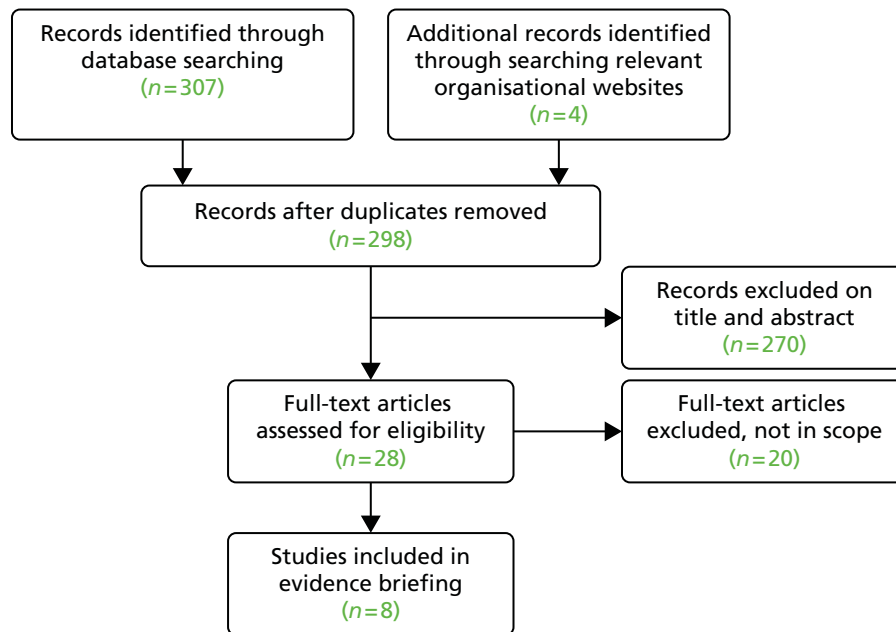 Records identified through
database searching
(n=307)
Additional records identified
through searching relevant
organisational websites
(n=4)
Records after duplicates removed
(n=298)
Records excluded on
title and abstract
(n=270)
Full-text articles
assessed for eligibility
(n=28)
Full-text articles
excluded, not in scope
(n=20)
Studies included in
evidence briefing
(n=8)